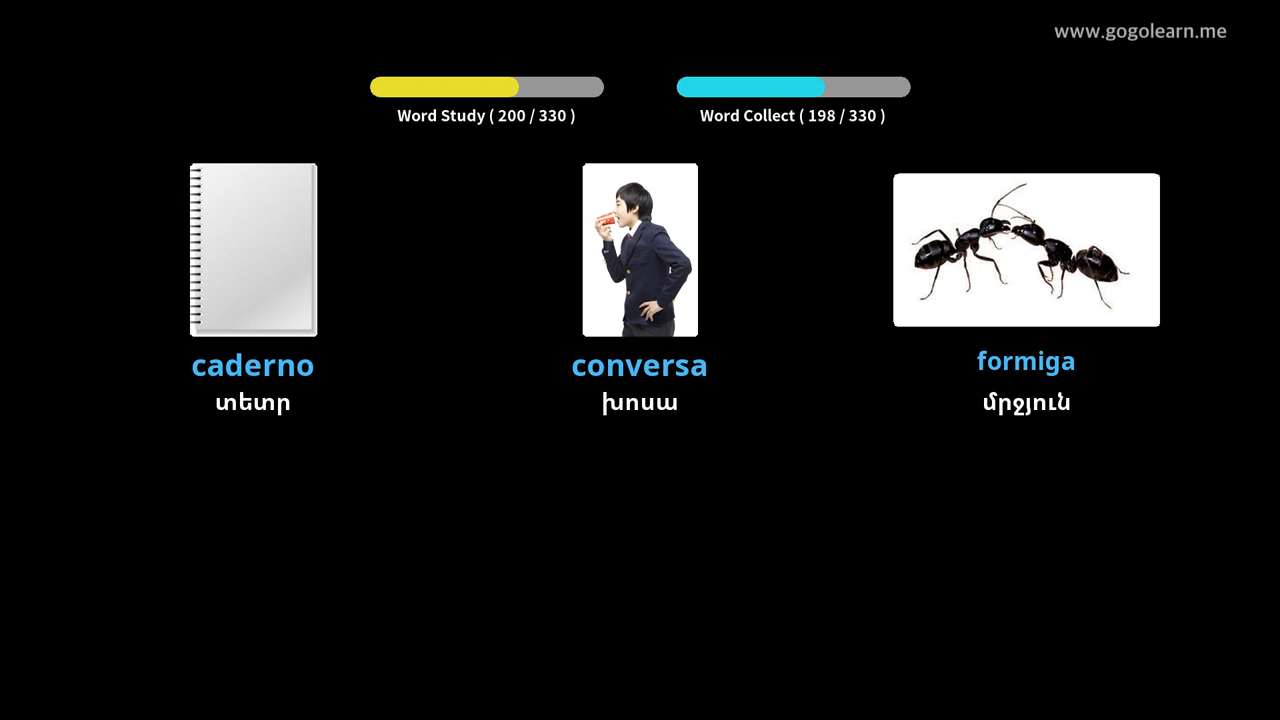 www.gogolearn.me
Word Study ( 200 / 330 )
Word Collect ( 198 / 330 )
caderno
conversa
formiga
տետր
խոսա
մրջյուն